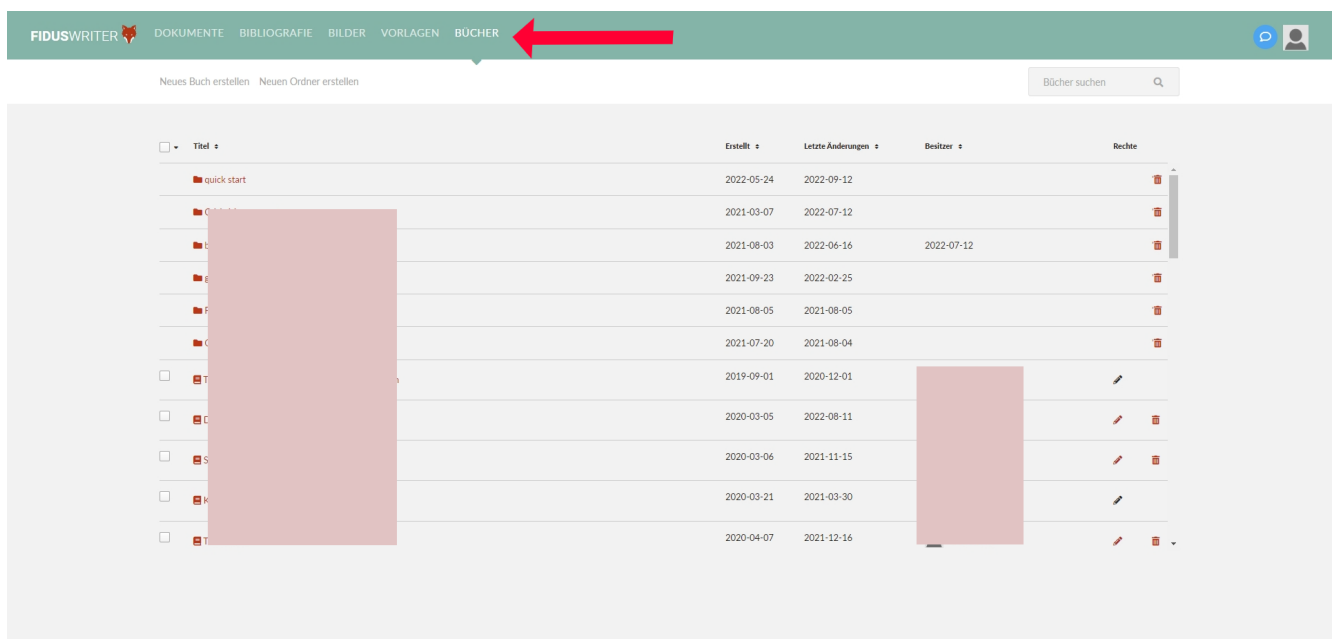 FIDUSWRITER DOKUMENTE BIBLIOGRAFIE BILDER VORLAGEN BÜCHER
Neues Buch erstellen Neuen Ordner erstellen Bücher suchen
Titel Erstellt Letzte Änderungen Besitzer Rechte
quick start 2022-05-24 2022-09-12
2021-03-07 2022-07-12
2021-08-03 2022-06-16 2022-07-12
2021-09-23 2022-02-25
2021-08-05 2021-08-05
2021-07-20 2021-08-04
2019-09-01 2020-12-01
2020-03-05 2022-08-11
2020-03-06 2021-11-15
2020-03-21 2021-03-30
2020-04-07 2021-12-16